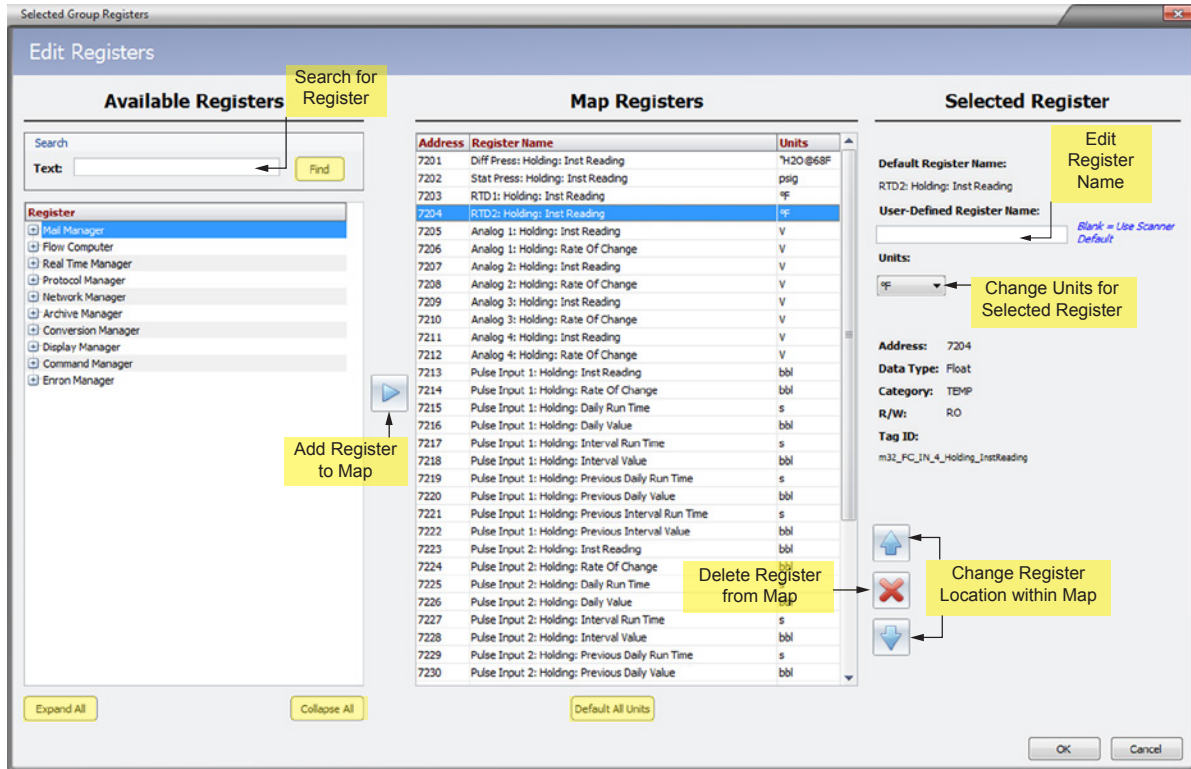 Selected Group Registers
Edit Registers
Search for
Register
Available Registers
Search
Text:
Find
Register
Mail Manager
Flow Computer
Real Time Manager
Protocol Manager
Network Manager
Archive Manager
Conversion Manager
Display Manager
Command Manager
Enron Manager
Add Register
to Map
Expand All
Collapse All
Map Registers
Address Register Name Units
7201 Diff Press: Holding: Inst Reading "H2O@68F
7202 Stat Press: Holding: Inst Reading psig
7203 RTD1: Holding: Inst Reading ºF
7204 RTD2: Holding: Inst Reading ºF
7205 Analog 1: Holding: Inst Reading V
7206 Analog 1: Holding: Rate Of Change V
7207 Analog 2: Holding: Inst Reading V
7208 Analog 2: Holding: Rate Of Change V
7209 Analog 3: Holding: Inst Reading V
7210 Analog 3: Holding: Rate Of Change V
7211 Analog 4: Holding: Inst Reading V
7212 Analog 4: Holding: Rate Of Change V
7213 Pulse Input 1: Holding: Inst Reading bbl
7214 Pulse Input 1: Holding: Rate Of Change bbl
7215 Pulse Input 1: Holding: Daily Run Time s
7216 Pulse Input 1: Holding: Daily Value bbl
7217 Pulse Input 1: Holding: Interval Run Time s
7218 Pulse Input 1: Holding: Interval Value bbl
7219 Pulse Input 1: Holding: Previous Daily Run Time s
7220 Pulse Input 1: Holding: Previous Daily Value bbl
7221 Pulse Input 1: Holding: Previous Interval Run Time s
7222 Pulse Input 1: Holding: Previous Interval Value bbl
7223 Pulse Input 2: Holding: Inst Reading bbl
7224 Pulse Input 2: Holding: Rate Of Change bbl
7225 Pulse Input 2: Holding: Daily Run Time s
7226 Pulse Input 2: Holding: Daily Value bbl
7227 Pulse Input 2: Holding: Interval Run Time s
7228 Pulse Input 2: Holding: Interval Value bbl
7229 Pulse Input 2: Holding: Previous Daily Run Time s
7230 Pulse Input 2: Holding: Previous Daily Value bbl
Delete Register
from Map
Default All Units
Selected Register
Edit
Register
Name
Default Register Name:
RTD2: Holding: Inst Reading
User-Defined Register Name:
Blank = Use Scanner
Default
Units:
ºF
Change Units for
Selected Register
Address: 7204
Data Type: Float
Category: TEMP
R/W: RO
Tag ID:
m32_FC_IN_4_Holding_InstReading
Change Register
Location within Map
OK
Cancel